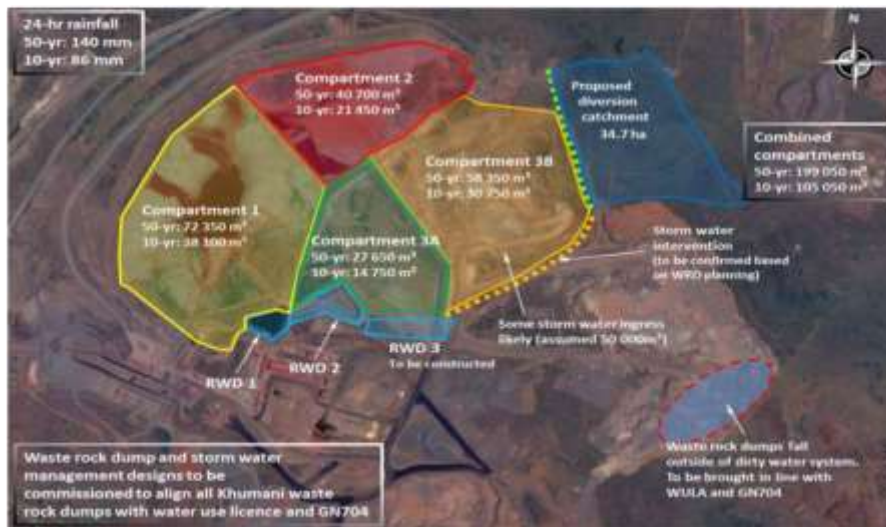 24-hr rainfall
50-yr: 140 mm
10-yr: 86 mm
N
Compartment 2
50-yr: 40 700 m³
10-yr: 21 450 m³
Proposed
diversion
catchment
34.7ha
Combined
compartments
50-yr: 199 050 m³
10-yr: 105 050 m³
Compartment 3B
50-yr: 58 350 m³
10-yr: 30 750 m³
Compartment 1
50-yr: 72 350 m³
10-yr: 38 100 m³
Compartment 3A
50-yr: 27 650 m³
10-yr: 14 750 m³
Storm water
intervention
(to be confirmed based
on WRD planning)
Some storm water ingress
likely (assumed 50 000m³)
RWD 1
RWD 2
RWD 3
To be constructed
Waste rock dumps fall
outside of dirty water system.
To be brought in line with
WULA and GN704
Waste rock dump and storm water
management designs to be
commissioned to align all Khumani waste
rock dumps with water use licence and GN704